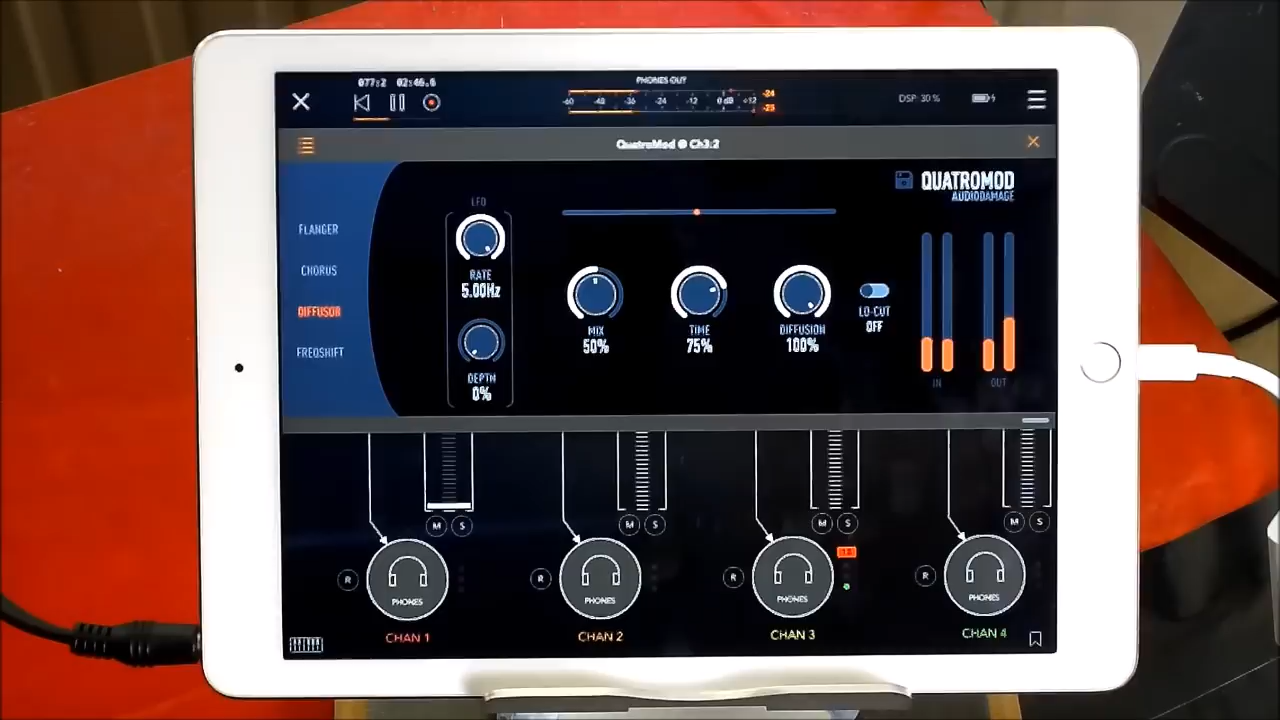 077:2 02:46.6
PHONES OUT
-60 -48 -36 -24 -12 0 dB +12
-24
-25
DSP: 30 %
QuatroMod @ Ch3:2
QUATROMOD
AUDIODAMAGE
FLANGER
CHORUS
DIFFUSOR
FREQSHIFT
LFO
RATE
5.00Hz
DEPTH
0%
MIX
50%
TIME
75%
DIFFUSION
100%
LO-CUT
OFF
IN
OUT
M S
M S
M S
M S
R
PHONES
CHAN 1
R
PHONES
CHAN 2
R
PHONES
CHAN 3
R
PHONES
CHAN 4